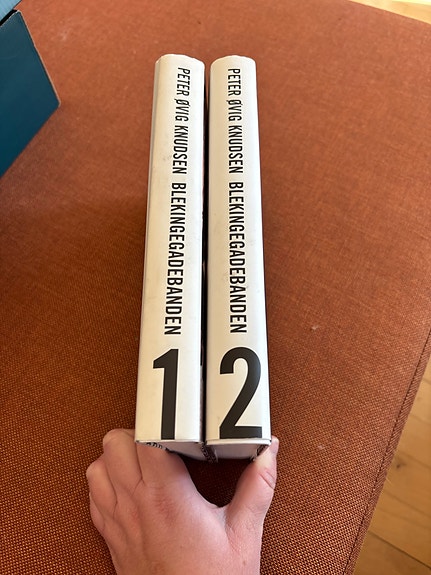 PETER ØVIG KNUDSEN BLEKINGEGADEBANDEN
1
PETER ØVIG KNUDSEN BLEKINGEGADEBANDEN
2